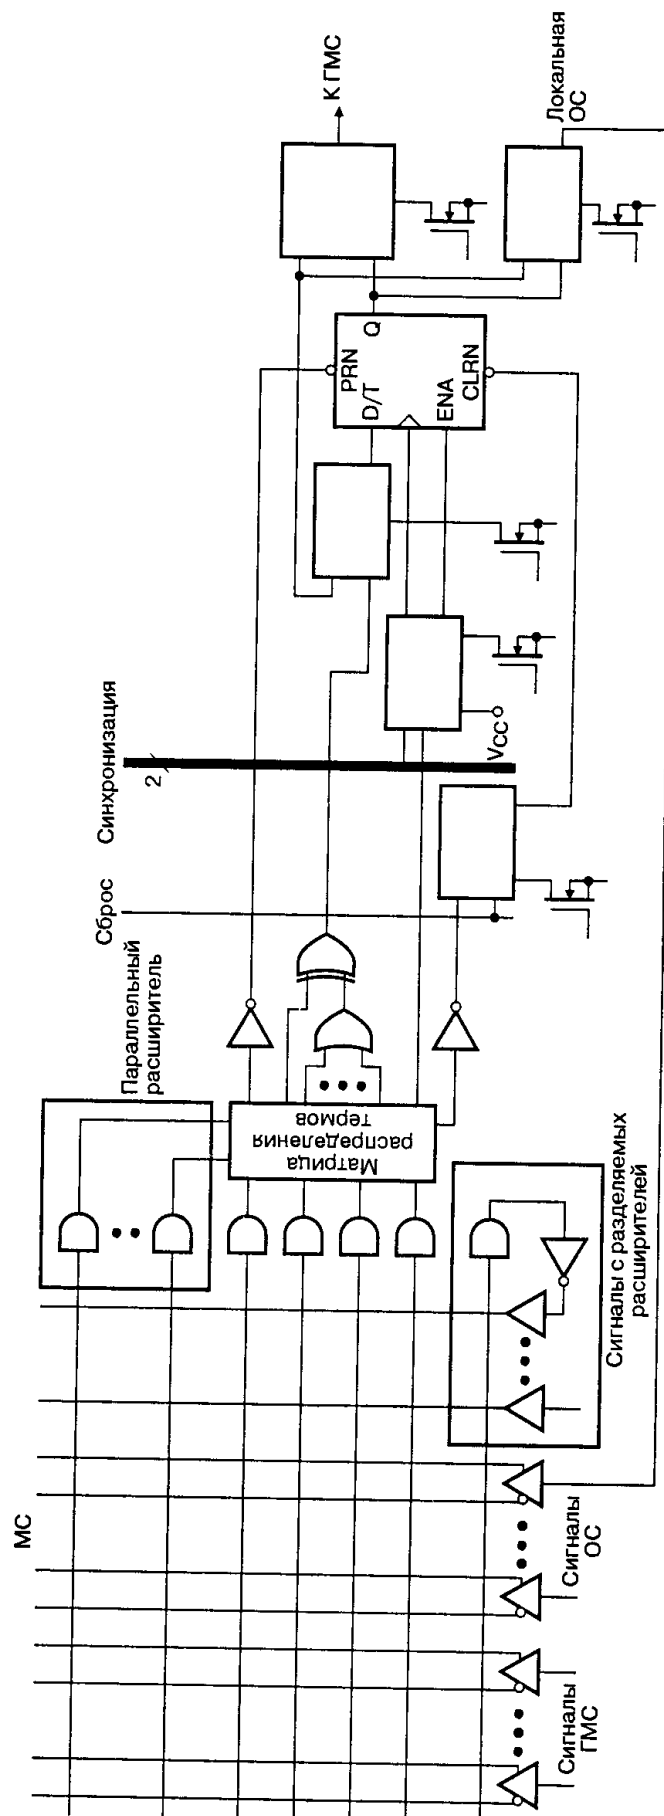 МС
Сигналы
ГМС
Сигналы
ОС
Сигналы с разделяемых
расширителей
Параллельный
расширитель
Матрица
распределения
термов
Сброс
Синхронизация
2
Vcc
PRN
D/T
Q
ENA
CLRN
К ГМС
Локальная
ОС